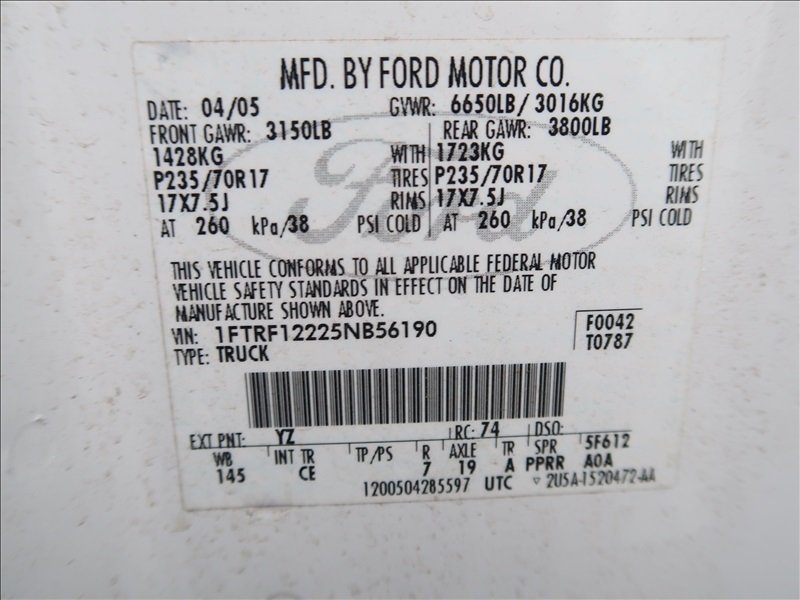 MFD. BY FORD MOTOR CO.
DATE: 04/05 GVWR: 6650LB/ 3016KG
FRONT GAWR: 3150LB REAR GAWR: 3800LB
1428KG WITH 1723KG WITH
P235/70R17 TIRES P235/70R17 TIRES
17X7.5J RIMS 17X7.5J RIMS
AT 260 kPa/38 PSI COLD AT 260 kPa/38 PSI COLD
Ford
THIS VEHICLE CONFORMS TO ALL APPLICABLE FEDERAL MOTOR
VEHICLE SAFETY STANDARDS IN EFFECT ON THE DATE OF
MANUFACTURE SHOWN ABOVE.
VIN: 1FTRF12225NB56190 F0042
TYPE: TRUCK T0787
EXT PNT: YZ RC: 74 DSO:
WB INT TR TP/PS R AXLE TR SPR 5F612
145 CE 7 19 A PPRR A0A
1200504285597 UTC ▽ 2U5A-1520472-AA